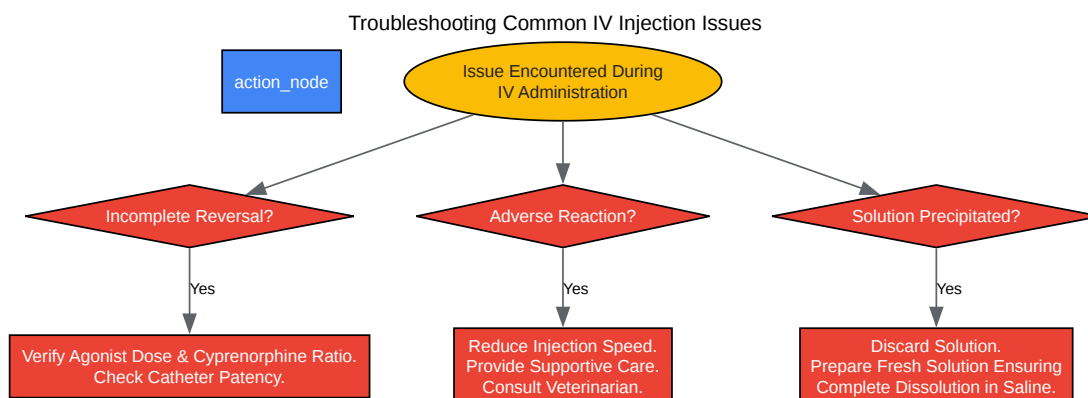 Troubleshooting Common IV Injection Issues
action_node
Issue Encountered During
IV Administration
Incomplete Reversal?
Adverse Reaction?
Solution Precipitated?
Yes
Yes
Yes
Verify Agonist Dose & Cyprenorphine Ratio.
Check Catheter Patency.
Reduce Injection Speed.
Provide Supportive Care.
Consult Veterinarian.
Discard Solution.
Prepare Fresh Solution Ensuring
Complete Dissolution in Saline.